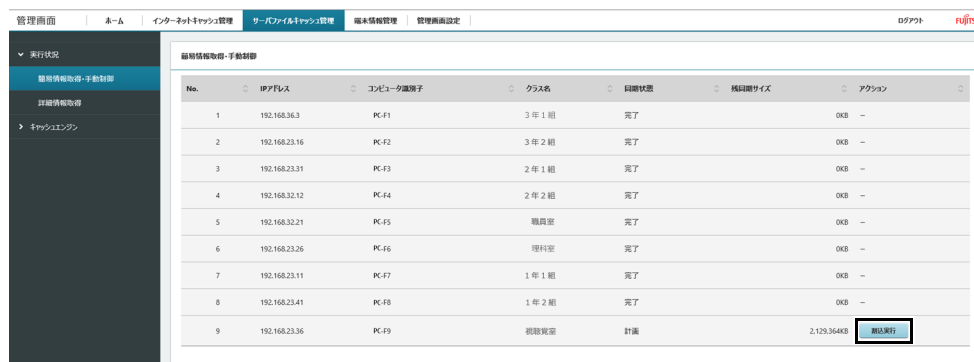 管理画面 ホーム インターネットキャッシュ管理 サーバファイルキャッシュ管理 端末情報管理 管理画面設定 ログアウト FUJITS
実行状況
簡易情報取得・手動制御
詳細情報取得
キャッシュエンジン
簡易情報取得・手動制御
No. IPアドレス コンピュータ識別子 クラス名 同期状態 残同期サイズ アクション
1 192.168.36.3 PC-F1 3年1組 完了 0KB –
2 192.168.23.16 PC-F2 3年2組 完了 0KB –
3 192.168.23.31 PC-F3 2年1組 完了 0KB –
4 192.168.32.12 PC-F4 2年2組 完了 0KB –
5 192.168.32.21 PC-F5 職員室 完了 0KB –
6 192.168.23.26 PC-F6 理科室 完了 0KB –
7 192.168.23.11 PC-F7 1年1組 完了 0KB –
8 192.168.23.41 PC-F8 1年2組 完了 0KB –
9 192.168.23.36 PC-F9 視聴覚室 計画 2,129,364KB 割込実行